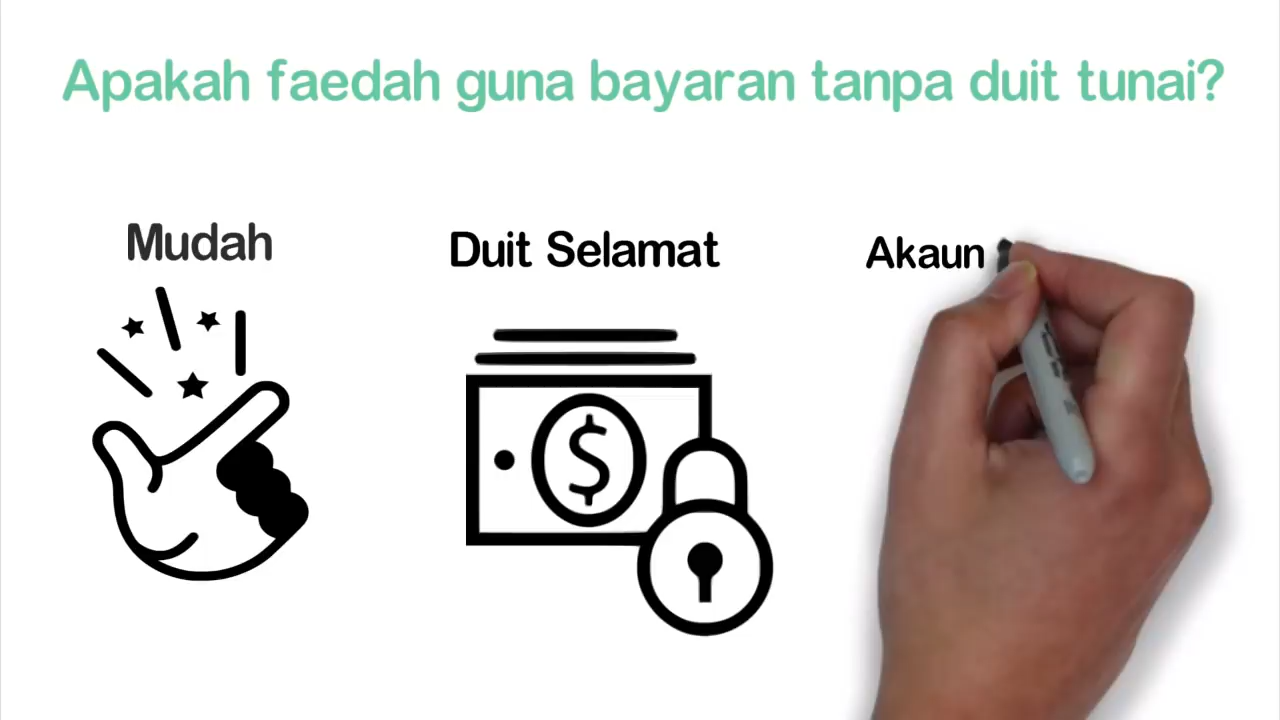 Apakah faedah guna bayaran tanpa duit tunai?
Mudah
Duit Selamat
Akaun
$